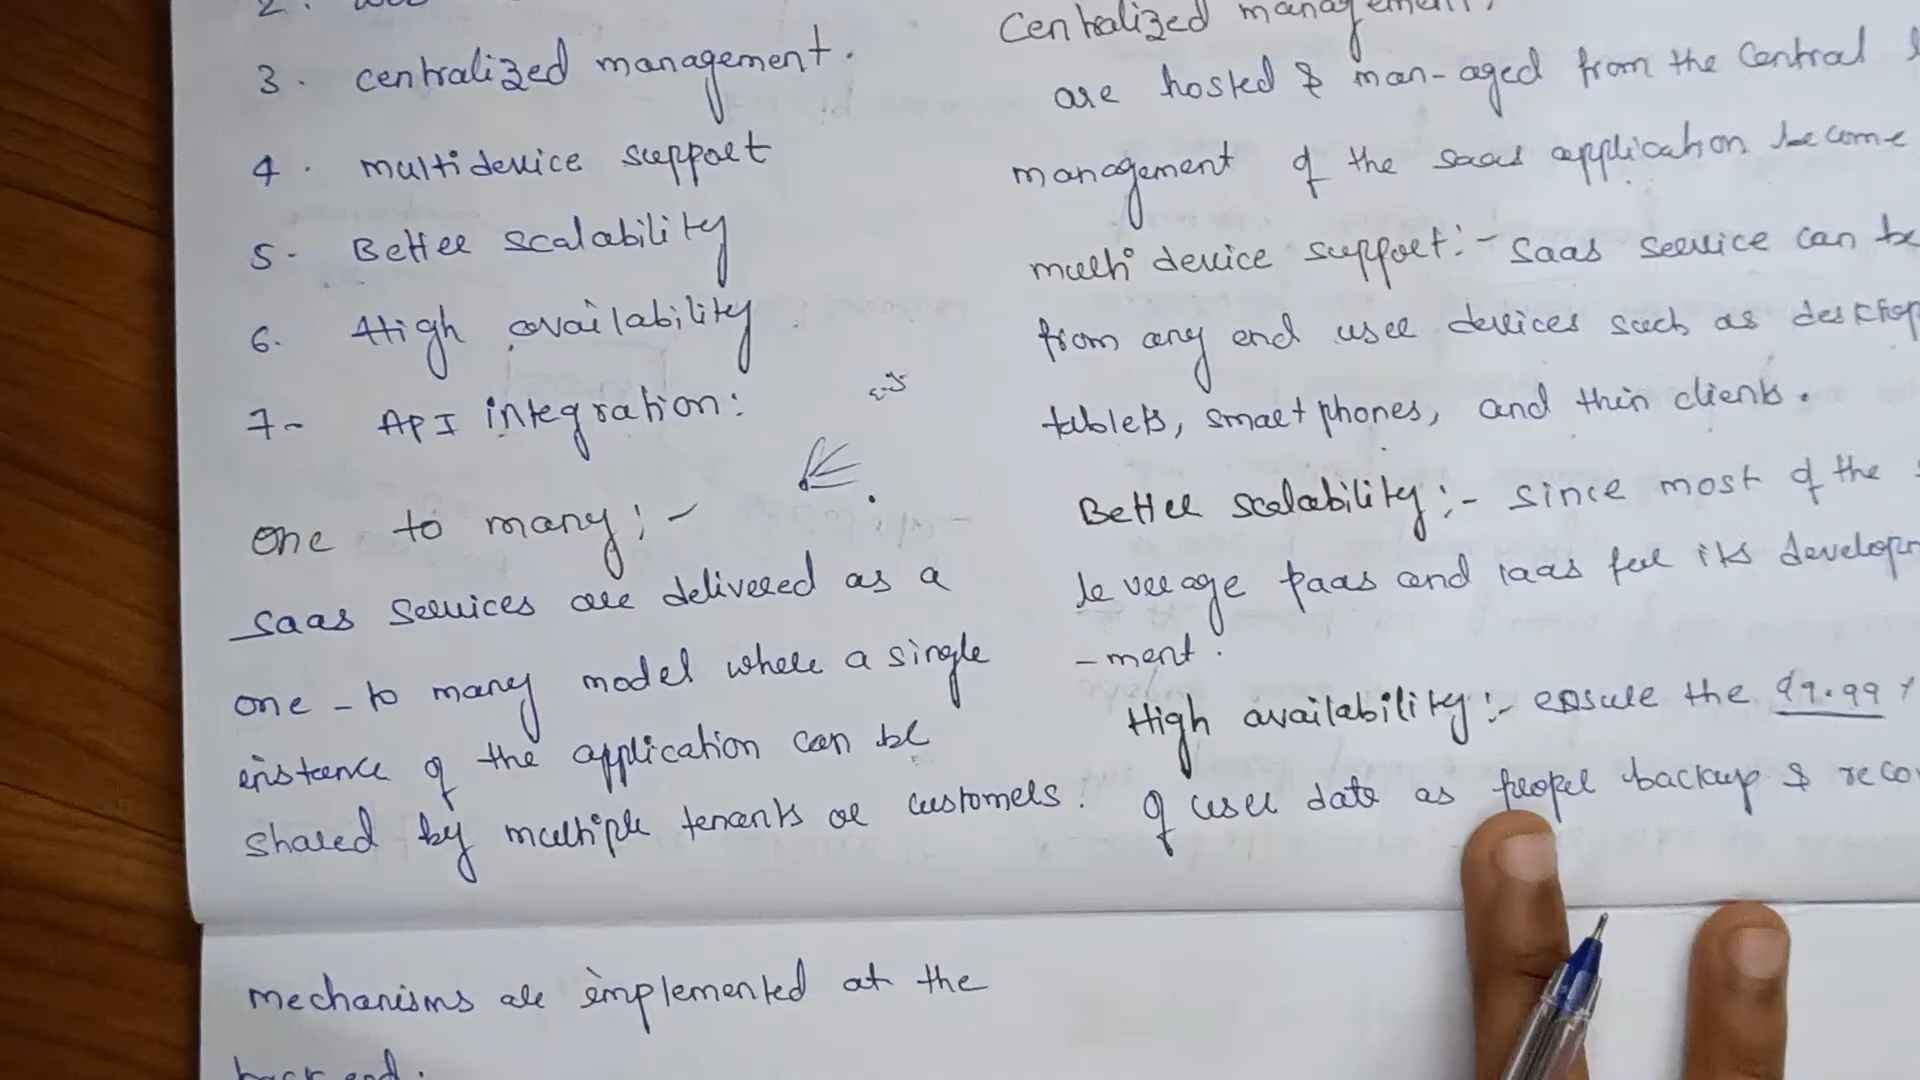 2.
3. centralized management.
4. multidevice support
5- Better scalability
6. High availability
7- API integration:
one to many:-
saas services are delivered as a
one-to many model where a single
instance of the application can be
shared by multiple tenants or customers.
mechanisms are implemented at the
back end.
Centralized management:
are hosted & man-aged from the Central
management of the saas application become
multi device support:- saas service can be
from any end user devices such as desktop
tablets, smart phones, and thin clients.
Better scalability:- since most of the
leverage paas and iaas for its develop
-ment.
High availability:- ensure the 99.99 %
of user data as proper backup & reco